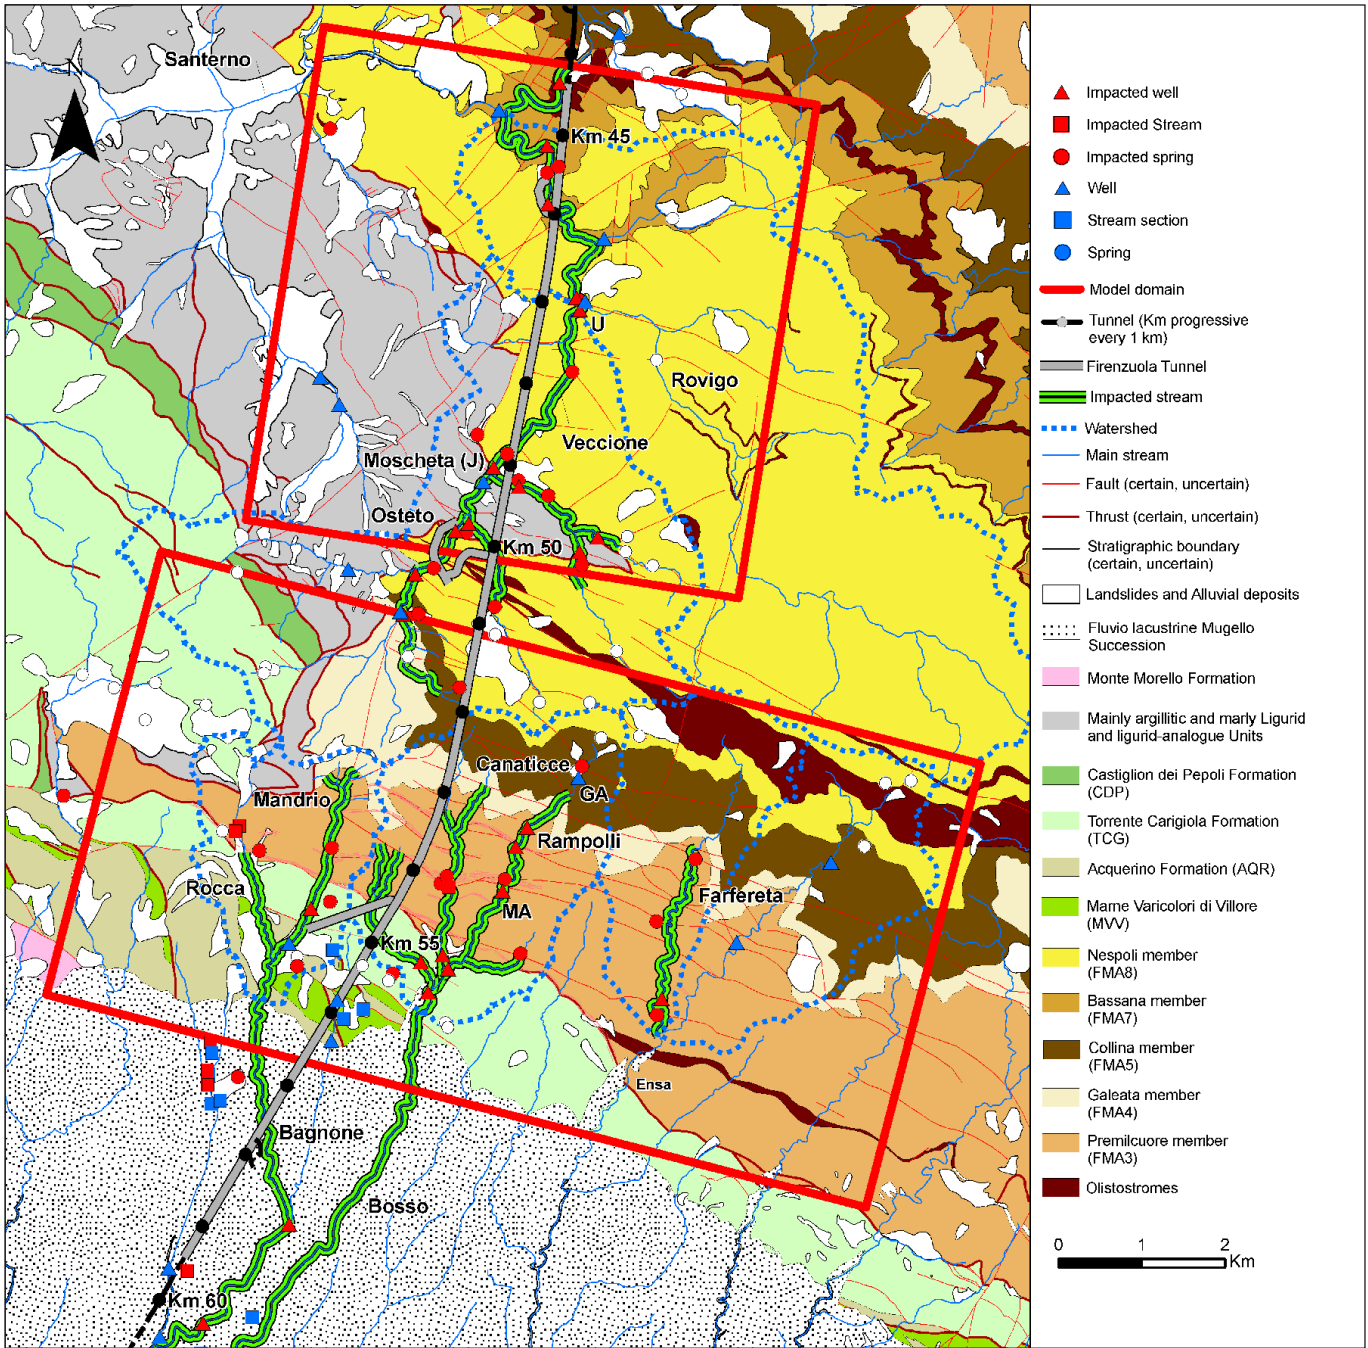 Santerno
N
Km 45
U
Rovigo
Veccione
Moscheta (J)
Osteto
Km 50
Canaticce
GA
Mandrio
Rampolli
Rocca
MA
Farfereta
Km 55
Ensa
Bagnone
Bosso
Km 60
Impacted well
Impacted Stream
Impacted spring
Well
Stream section
Spring
Model domain
Tunnel (Km progressive
every 1 km)
Firenzuola Tunnel
Impacted stream
Watershed
Main stream
Fault (certain, uncertain)
Thrust (certain, uncertain)
Stratigraphic boundary
(certain, uncertain)
Landslides and Alluvial deposits
Fluvio lacustrine Mugello
Succession
Monte Morello Formation
Mainly argillitic and marly Ligurid
and ligurid-analogue Units
Castiglion dei Pepoli Formation
(CDP)
Torrente Carigiola Formation
(TCG)
Acquerino Formation (AQR)
Marne Varicolori di Villore
(MVV)
Nespoli member
(FMA8)
Bassana member
(FMA7)
Collina member
(FMA5)
Galeata member
(FMA4)
Premilcuore member
(FMA3)
Olistostromes
0 1 2
Km